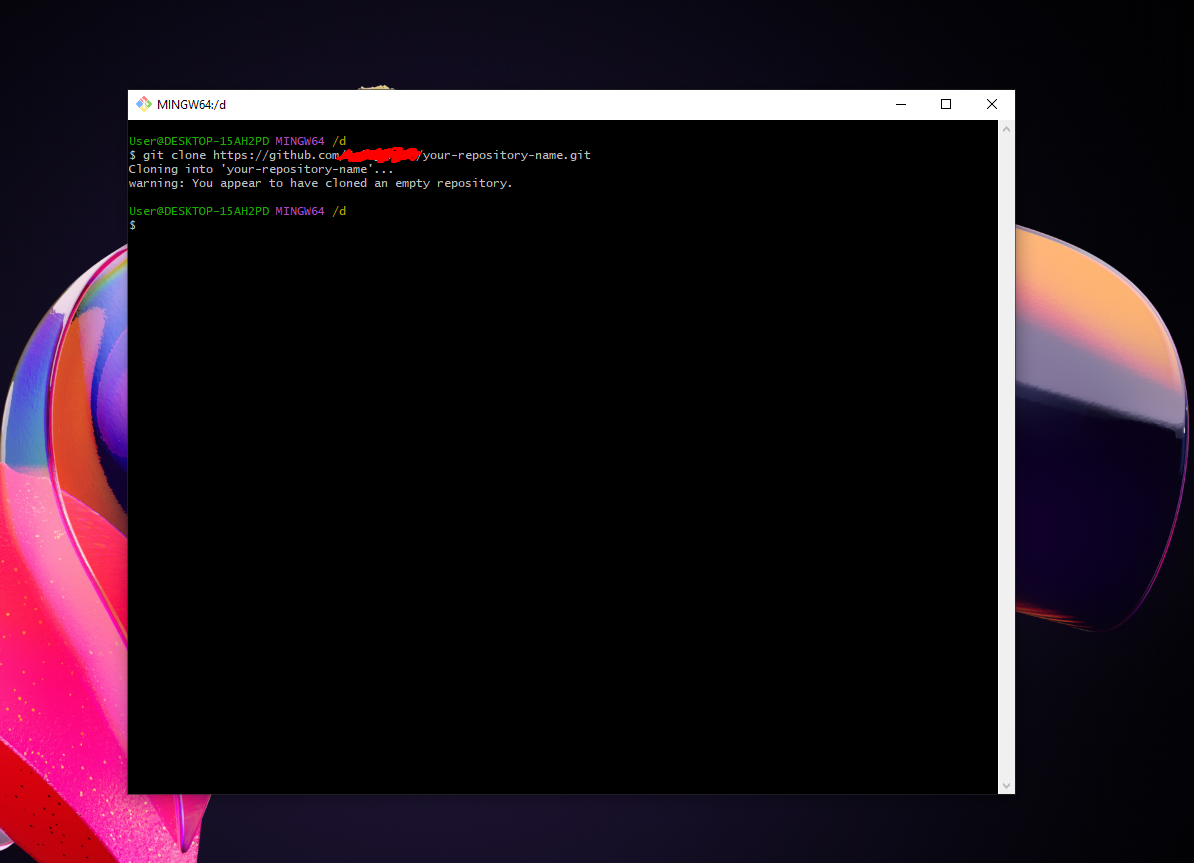 MINGW64:/d
User@DESKTOP-15AH2PD MINGW64 /d
$ git clone https://github.com/ /your-repository-name.git
Cloning into 'your-repository-name'...
warning: You appear to have cloned an empty repository.
User@DESKTOP-15AH2PD MINGW64 /d
$